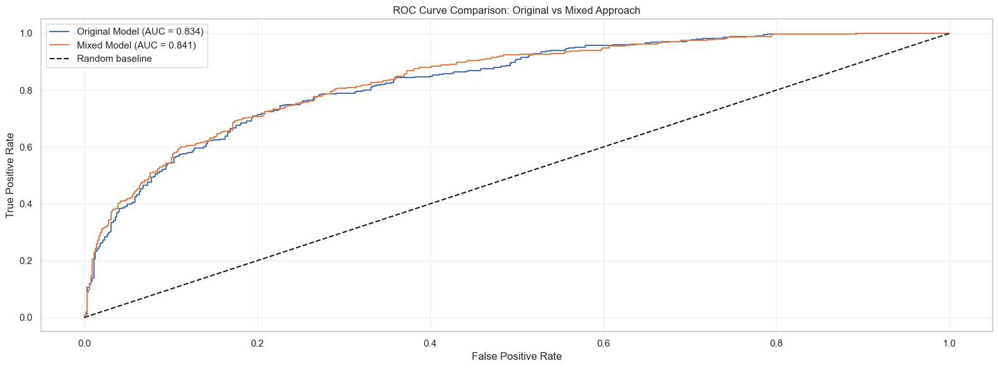 ROC Curve Comparison: Original vs Mixed Approach
Original Model (AUC = 0.834)
Mixed Model (AUC = 0.841)
Random baseline
True Positive Rate
1.0
0.8
0.6
0.4
0.2
0.0
0.0 0.2 0.4 0.6 0.8 1.0
False Positive Rate